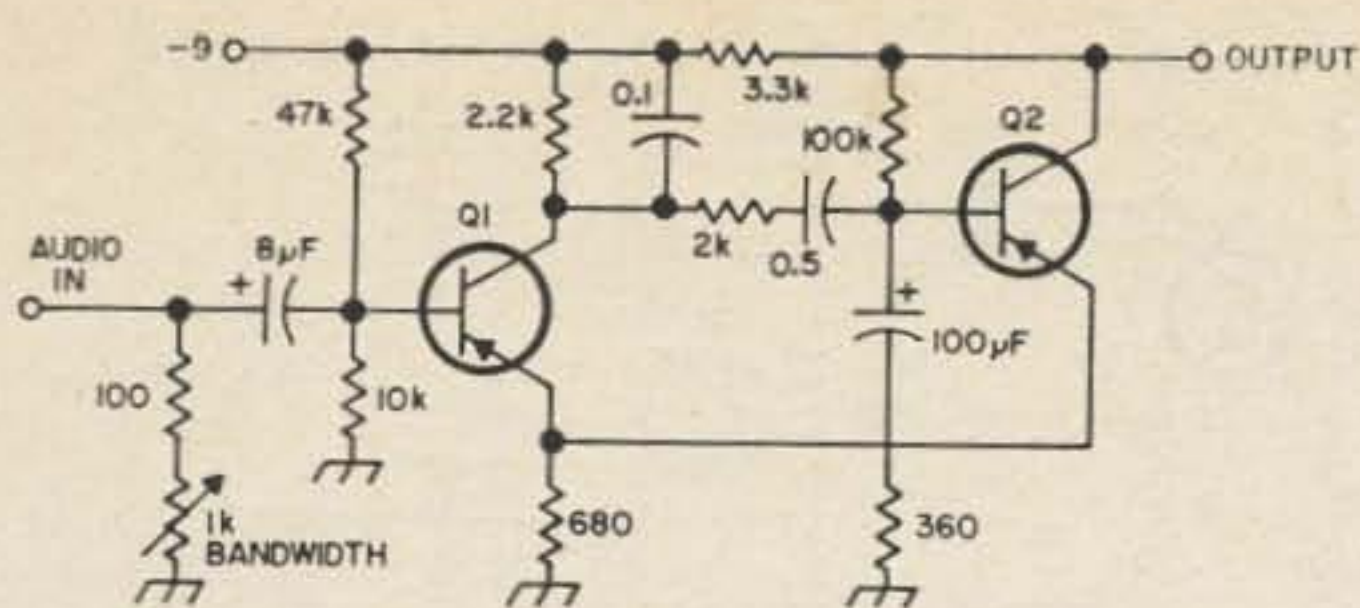 -9
OUTPUT
47k
2.2k
0.1
3.3k
100k
Q2
Q1
AUDIO
IN
8µF
+
2k
0.5
+
100µF
100
10k
1k
BANDWIDTH
680
360